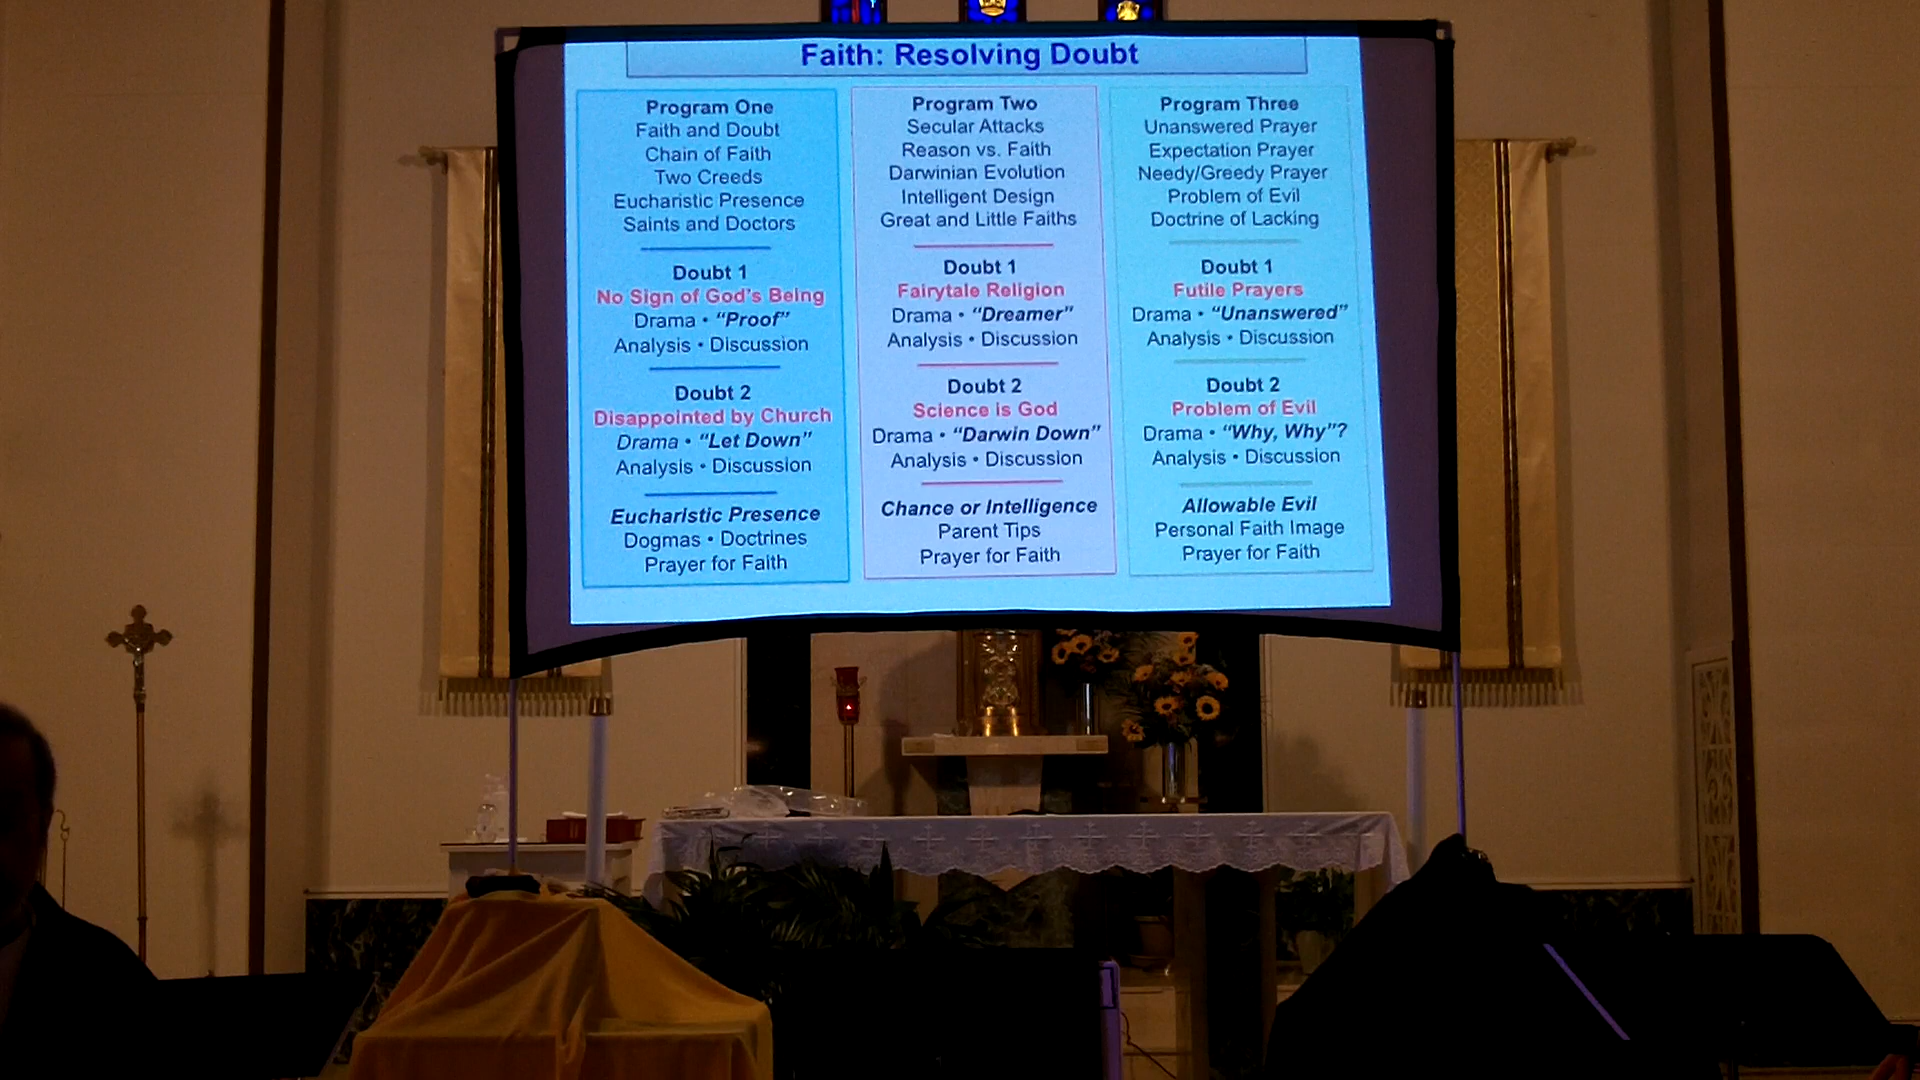 Faith: Resolving Doubt
Program One
Faith and Doubt
Chain of Faith
Two Creeds
Eucharistic Presence
Saints and Doctors
Doubt 1
No Sign of God's Being
Drama • “Proof”
Analysis • Discussion
Doubt 2
Disappointed by Church
Drama • “Let Down”
Analysis • Discussion
Eucharistic Presence
Dogmas • Doctrines
Prayer for Faith
Program Two
Secular Attacks
Reason vs. Faith
Darwinian Evolution
Intelligent Design
Great and Little Faiths
Doubt 1
Fairytale Religion
Drama • “Dreamer”
Analysis • Discussion
Doubt 2
Science is God
Drama • “Darwin Down”
Analysis • Discussion
Chance or Intelligence
Parent Tips
Prayer for Faith
Program Three
Unanswered Prayer
Expectation Prayer
Needy/Greedy Prayer
Problem of Evil
Doctrine of Lacking
Doubt 1
Futile Prayers
Drama • “Unanswered”
Analysis • Discussion
Doubt 2
Problem of Evil
Drama • “Why, Why”?
Analysis • Discussion
Allowable Evil
Personal Faith Image
Prayer for Faith